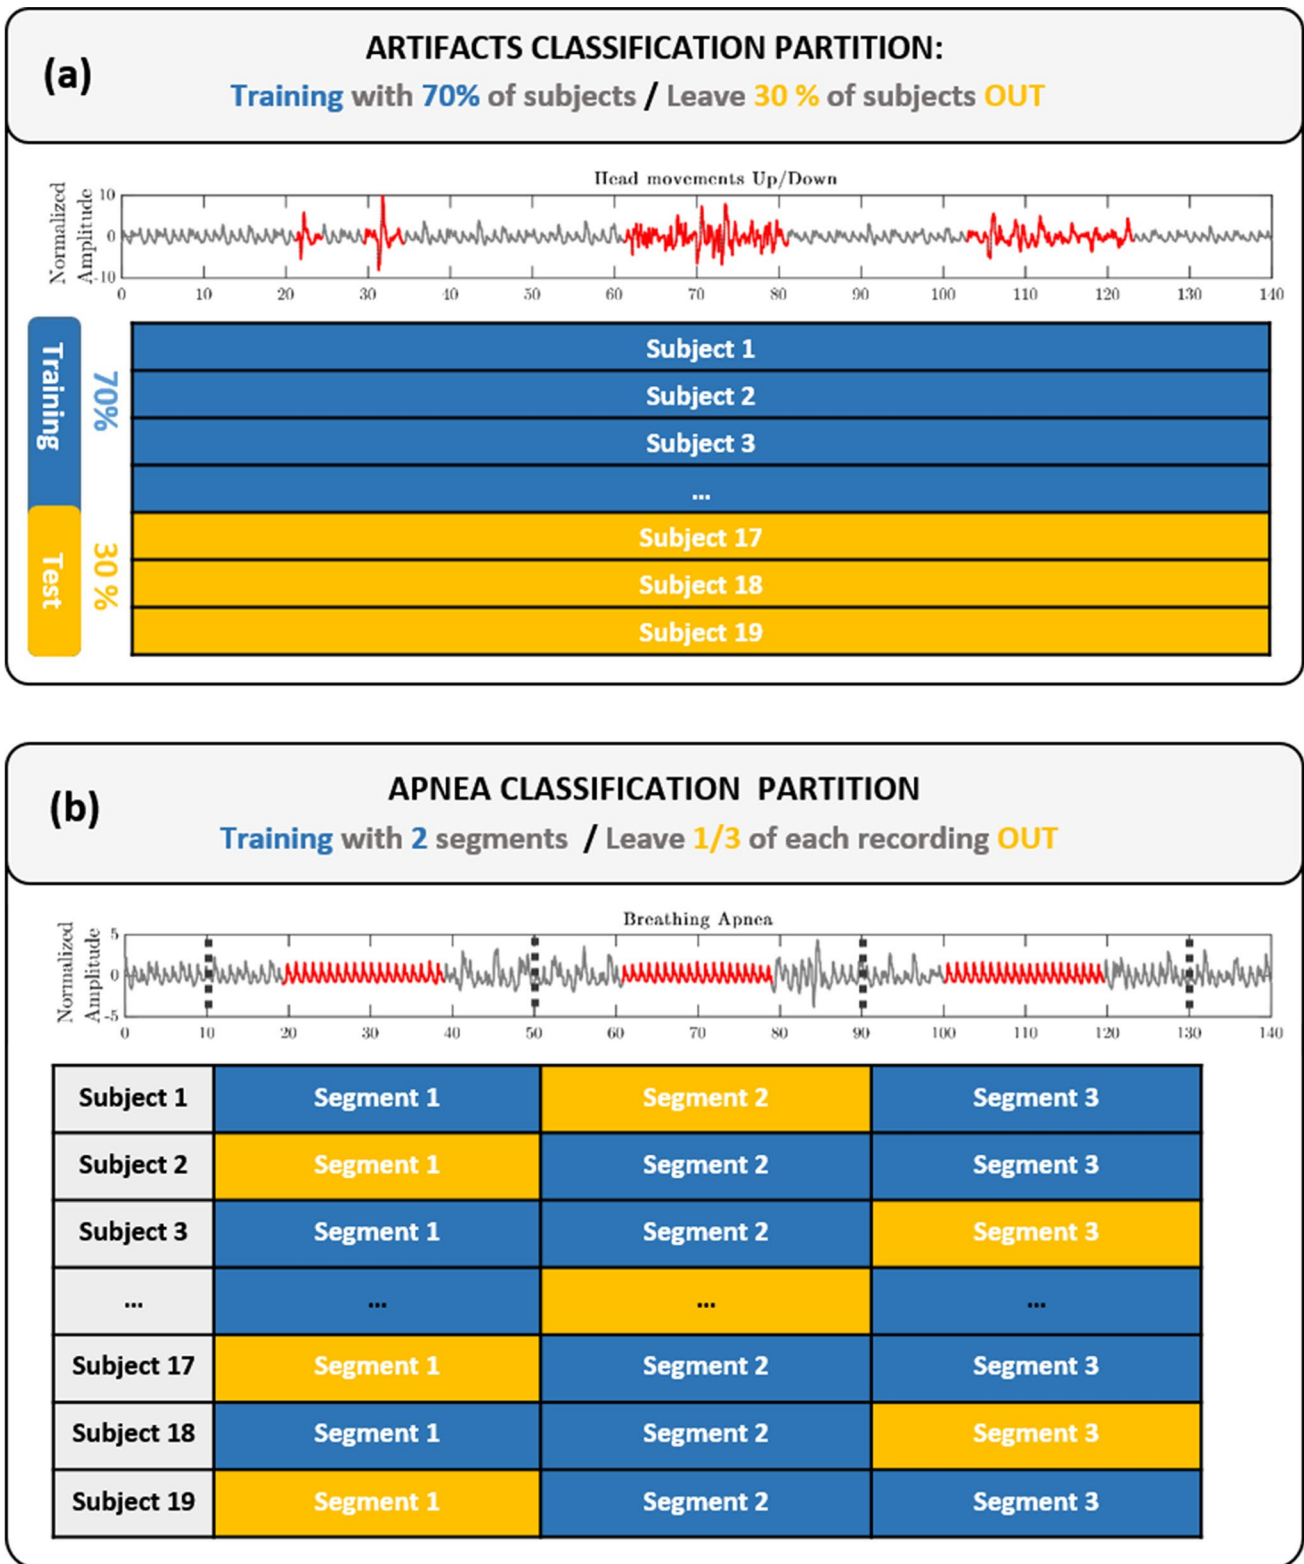 (a)
ARTIFACTS CLASSIFICATION PARTITION:
Training with 70% of subjects / Leave 30 % of subjects OUT
Head movements Up/Down
Normalized
Amplitude
10
0
-10
0 10 20 30 40 50 60 70 80 90 100 110 120 130 140
Training
70%
Subject 1
Subject 2
Subject 3
...
Test
30 %
Subject 17
Subject 18
Subject 19
(b)
APNEA CLASSIFICATION PARTITION
Training with 2 segments / Leave 1/3 of each recording OUT
Breathing Apnea
Normalized
Amplitude
5
0
-5
0 10 20 30 40 50 60 70 80 90 100 110 120 130 140
Subject 1 Segment 1 Segment 2 Segment 3
Subject 2 Segment 1 Segment 2 Segment 3
Subject 3 Segment 1 Segment 2 Segment 3
... ... ... ...
Subject 17 Segment 1 Segment 2 Segment 3
Subject 18 Segment 1 Segment 2 Segment 3
Subject 19 Segment 1 Segment 2 Segment 3